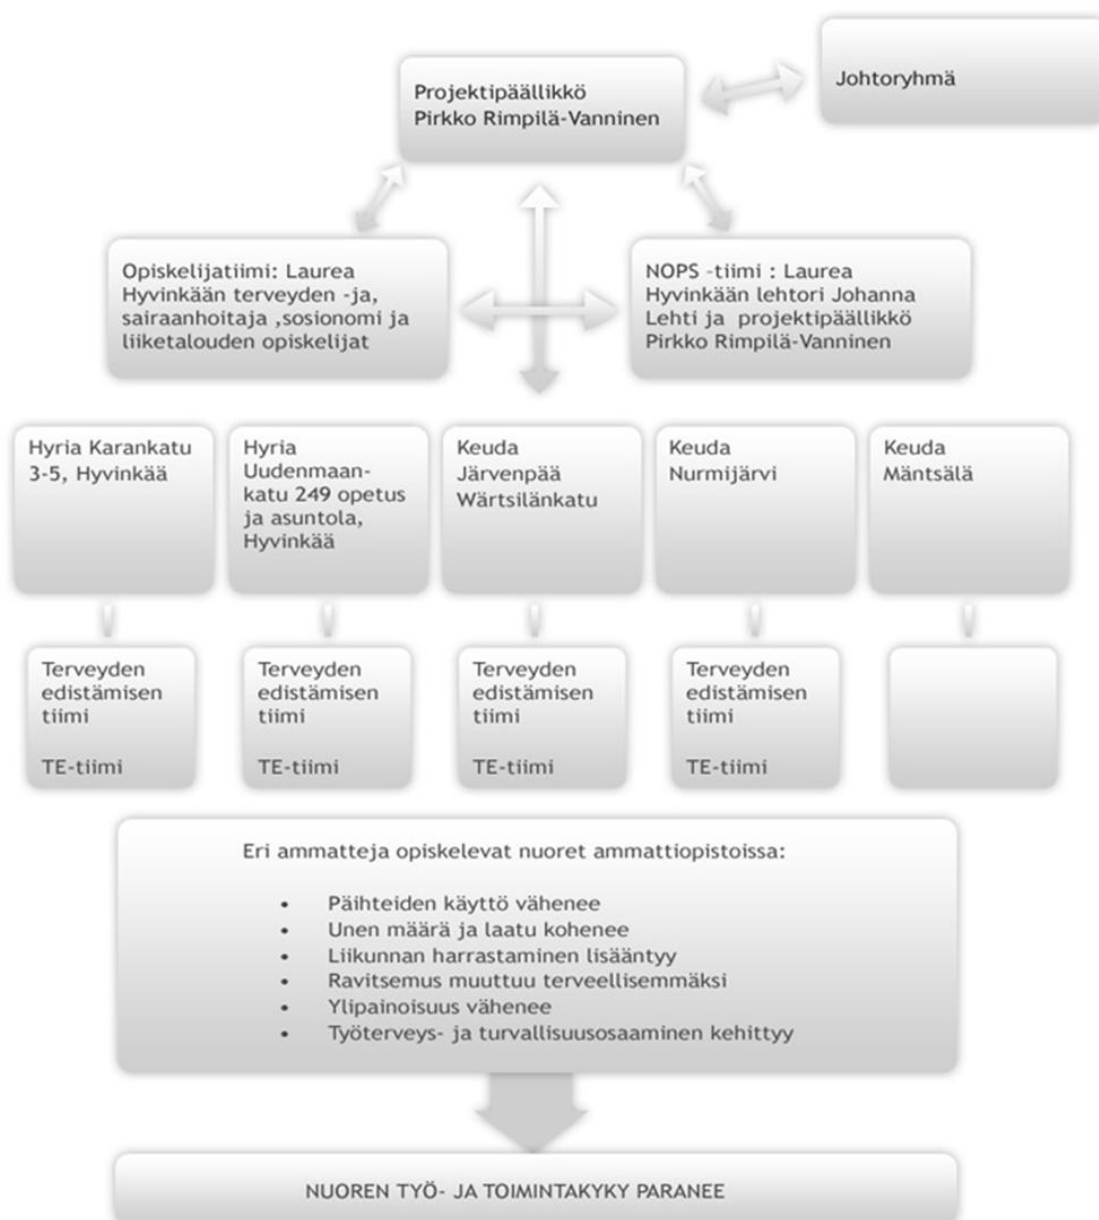 Johtoryhmä
Projektipäällikkö
Pirkko Rimpilä-Vanninen
Opiskelijatiimi: Laurea
Hyvinkään terveyden -ja,
sairaanhoitaja ,sosionomi ja
liiketalouden opiskelijat
NOPS -tiimi : Laurea
Hyvinkään lehtori Johanna
Lehti ja projektipäällikkö
Pirkko Rimpilä-Vanninen
Hyria Karankatu
3-5, Hyvinkää
Hyria
Uudenmaan-
katu 249 opetus
ja asuntola,
Hyvinkää
Keuda
Järvenpää
Wärtsilänkatu
Keuda
Nurmijärvi
Keuda
Mäntsälä
Terveyden
edistämisen
tiimi
TE-tiimi
Terveyden
edistämisen
tiimi
TE-tiimi
Terveyden
edistämisen
tiimi
TE-tiimi
Terveyden
edistämisen
tiimi
TE-tiimi
Eri ammatteja opiskelevat nuoret ammattiopistoissa:
• Päihteiden käyttö vähenee
• Unen määrä ja laatu kohenee
• Liikunnan harrastaminen lisääntyy
• Ravitsemus muuttuu terveellisemmäksi
• Ylipainoisuus vähenee
• Työterveys- ja turvallisuusosaaminen kehittyy
NUOREN TYÖ- JA TOIMINTAKYKY PARANEE